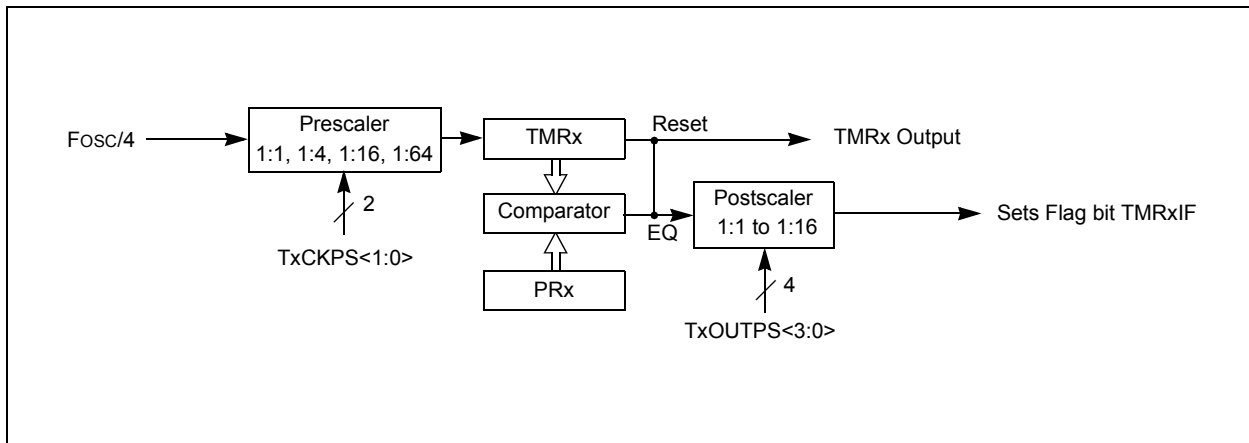 FOSC/4
Prescaler
1:1, 1:4, 1:16, 1:64
2
TxCKPS<1:0>
TMRx
Reset
TMRx Output
Comparator
EQ
PRx
Postscaler
1:1 to 1:16
4
TxOUTPS<3:0>
Sets Flag bit TMRxIF